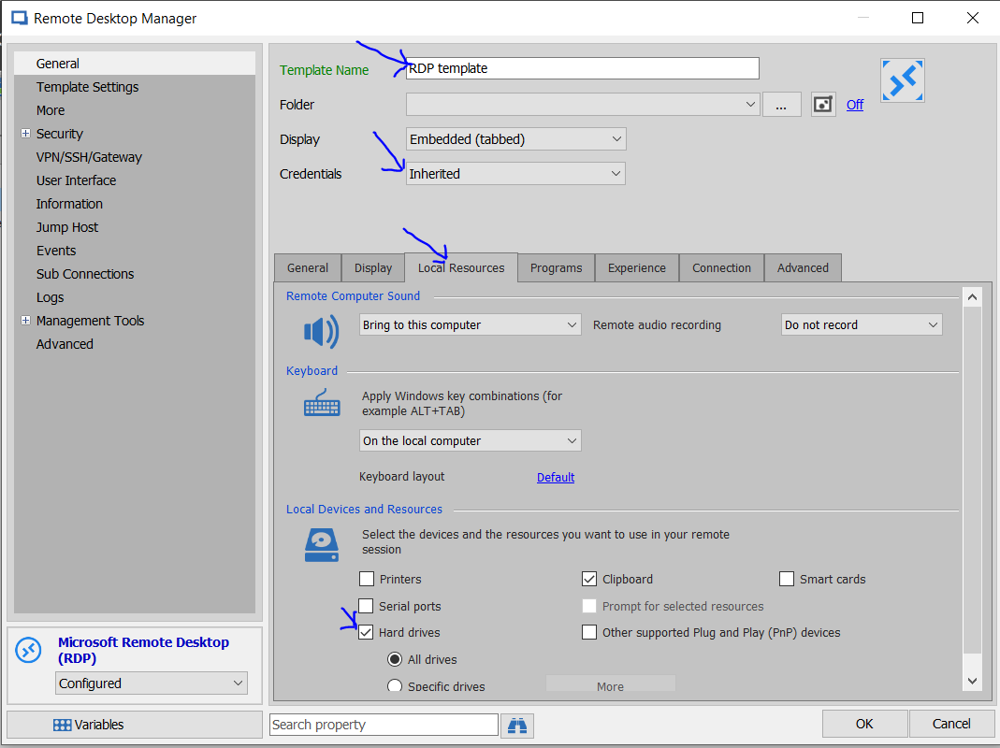 Remote Desktop Manager
General
Template Settings
More
Security
VPN/SSH/Gateway
User Interface
Information
Jump Host
Events
Sub Connections
Logs
Management Tools
Advanced
Microsoft Remote Desktop
(RDP)
Configured
Variables
Template Name
RDP template
Folder
...
Off
Display
Embedded (tabbed)
Credentials
Inherited
General
Display
Local Resources
Programs
Experience
Connection
Advanced
Remote Computer Sound
Bring to this computer
Remote audio recording
Do not record
Keyboard
Apply Windows key combinations (for
example ALT+TAB)
On the local computer
Keyboard layout
Default
Local Devices and Resources
Select the devices and the resources you want to use in your remote
session
Printers
Clipboard
Smart cards
Serial ports
Prompt for selected resources
Hard drives
Other supported Plug and Play (PnP) devices
All drives
Specific drives
More
Search property
OK
Cancel